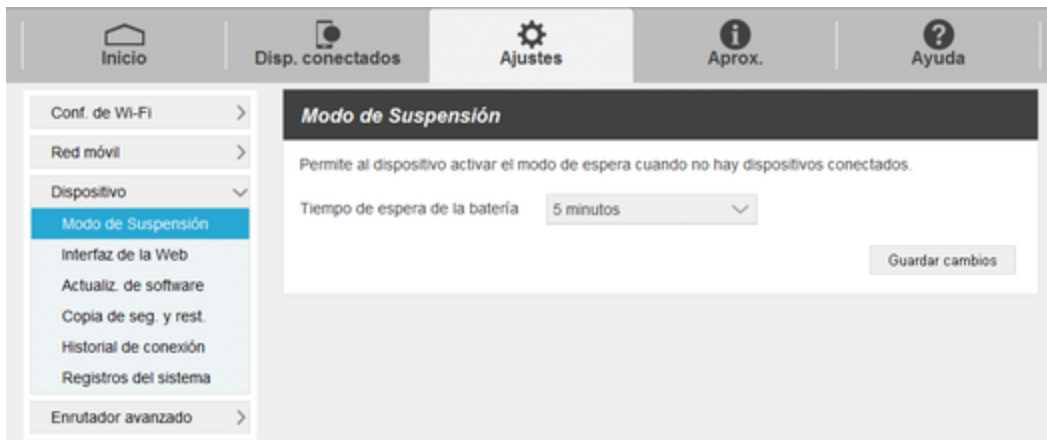 Inicio
Disp. conectados
Ajustes
Aprox.
Ayuda
Conf. de Wi-Fi
Red móvil
Dispositivo
Modo de Suspensión
Interfaz de la Web
Actualiz. de software
Copia de seg. y rest.
Historial de conexión
Registros del sistema
Enrutador avanzado
Modo de Suspensión
Permite al dispositivo activar el modo de espera cuando no hay dispositivos conectados.
Tiempo de espera de la batería 5 minutos
Guardar cambios